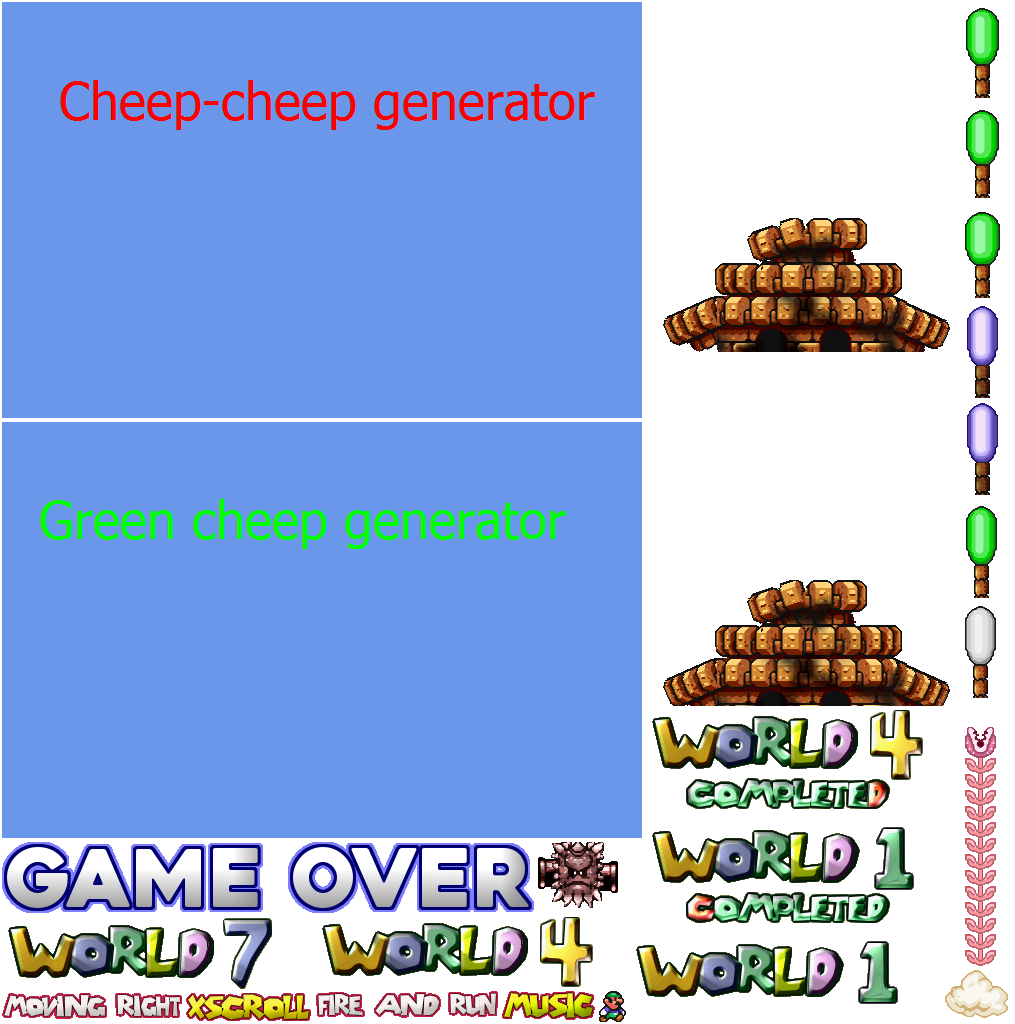 Cheep-cheep generator
Green cheep generator
WORLD 4
COMPLETED
WORLD 1
COMPLETED
GAME OVER
WORLD 7
WORLD 4
WORLD 1
MOVING RIGHT XSCROLL FIRE AND RUN MUSIC